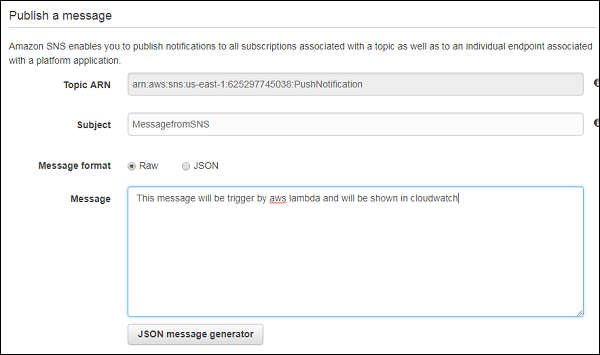 Publish a message
Amazon SNS enables you to publish notifications to all subscriptions associated with a topic as well as to an individual endpoint associated
with a platform application.
Topic ARN arn:aws:sns:us-east-1:625297745038:PushNotification
Subject MessagefromSNS
Message format Raw JSON
Message This message will be trigger by aws lambda and will be shown in cloudwatch
JSON message generator